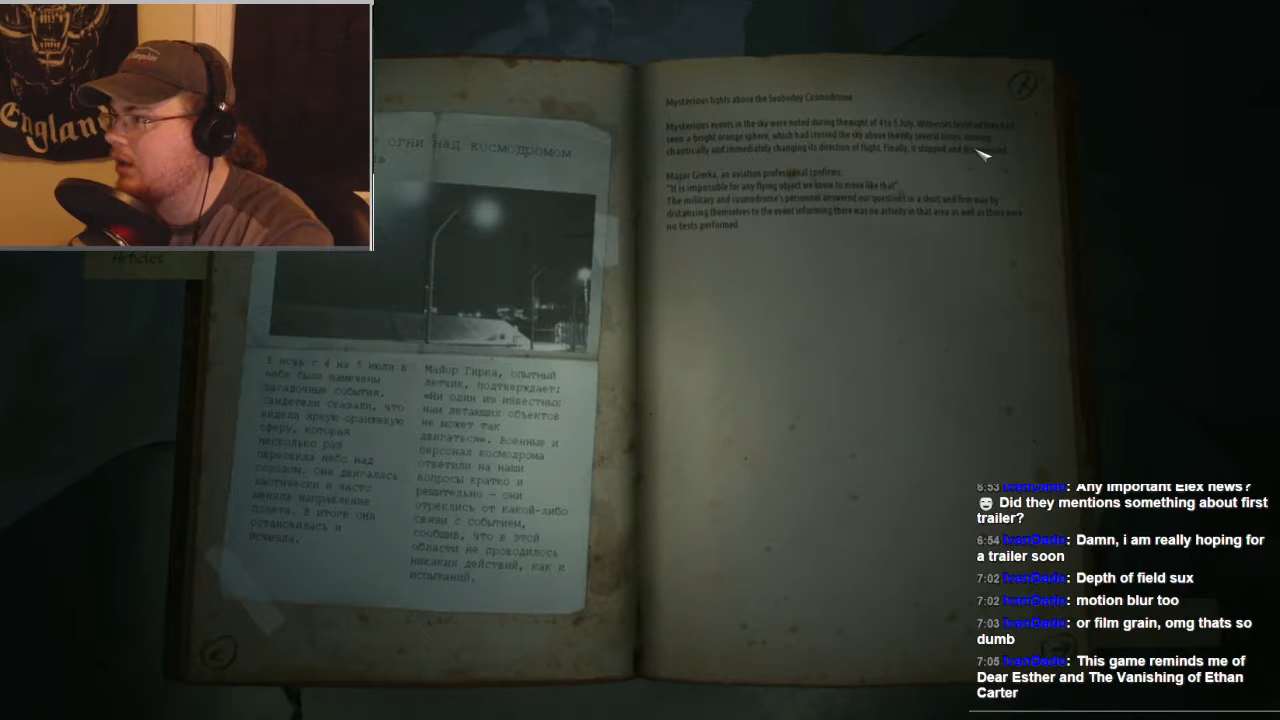 England
Articles
огни над космодромом
В ночь с 4 на 5 июля в
небе были замечены
загадочные события.
Свидетели сказали, что
видели яркую оранжевую
сферу, которая
несколько раз
пересекла небо над
городом. Она двигалась
хаотически и часто
меняла направление
полета. В итоге она
остановилась и
исчезла.
Майор Гирка, опытный
летчик, подтверждает:
«Ни один из известных
нам летающих объектов
не может так
двигаться». Военные и
персонал космодрома
ответили на наши
вопросы кратко и
решительно — они
отреклись от какой-либо
связи с событием,
сообщив, что в этой
области не проводилось
никаких действий, как и
испытаний.
Mysterious lights above the Svobodny Cosmodrome
Mysterious events in the sky were noted during the night of 4 to 5 July. Witnesses testified they had
seen a bright orange sphere, which had crossed the sky above the city several times, moving
chaotically and immediately changing its direction of flight. Finally, it stopped and
Major Gierka, an aviation professional confirms:
"It is impossible for any flying object we know to move like that".
The military and cosmodrome's personnel answered our questions in a short and firm way by
distancing themselves to the event informing there was no activity in that area as well as there were
no tests performed.
6:53 IvanDado: Any important Elex news?
Did they mentions something about first
trailer?
6:54 IvanDado: Damn, i am really hoping for
a trailer soon
7:02 IvanDado: Depth of field sux
7:02 IvanDado: motion blur too
7:03 IvanDado: or film grain, omg thats so
dumb
7:05 IvanDado: This game reminds me of
Dear Esther and The Vanishing of Ethan
Carter